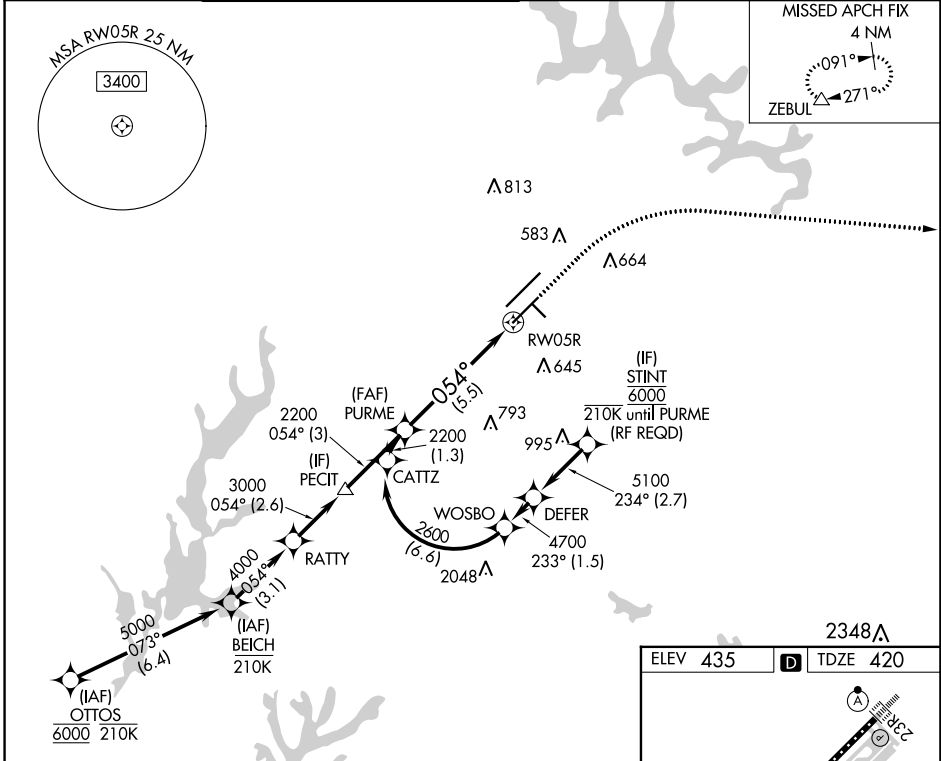 MSA RW05R 25 NM
3400
MISSED APCH FIX
4 NM
091°
271°
ZEBUL
813
583
664
RW05R
645
(IF)
STINT
6000
210K until PURME
(RF REQD)
054°
(5.5)
(FAF)
PURME
793
995
2200
054° (3)
2200
(1.3)
(IF)
PECIT
CATTZ
5100
234° (2.7)
3000
054° (2.6)
WOSBO
DEFER
2600
(6.6)
4700
233° (1.5)
RATTY
2048
4000
054°
(3.1)
(IAF)
BEICH
210K
5000
073°
(6.4)
(IAF)
OTTOS
6000 210K
2348
ELEV 435 D TDZE 420
A
P
23R